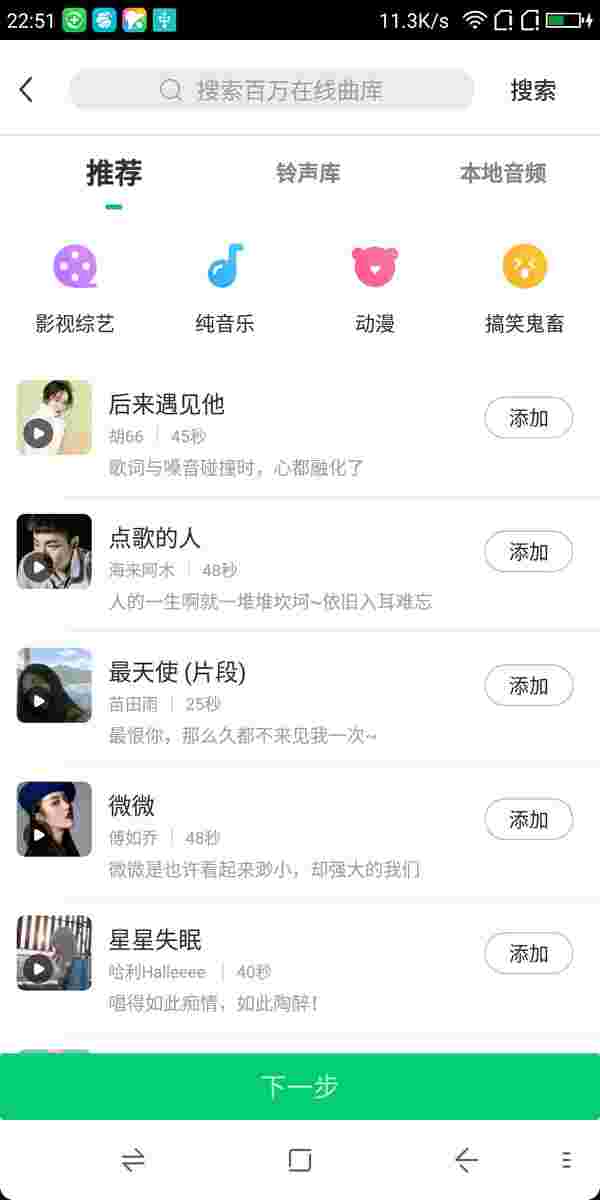 22:51
11.3K/s
搜索百万在线曲库
搜索
推荐
铃声库
本地音频
影视综艺
纯音乐
动漫
搞笑鬼畜
后来遇见他
胡66 | 45秒
添加
歌词与嗓音碰撞时，心都融化了
点歌的人
海来阿木 | 48秒
添加
人的一生啊就一堆堆坎坷~依旧入耳难忘
最天使 (片段)
苗田雨 | 25秒
添加
最恨你，那么久都不来见我一次~
微微
傅如乔 | 48秒
添加
微微是也许看起来渺小，却强大的我们
星星失眠
哈利Halleeee | 40秒
添加
唱得如此痴情，如此陶醉！
下一步